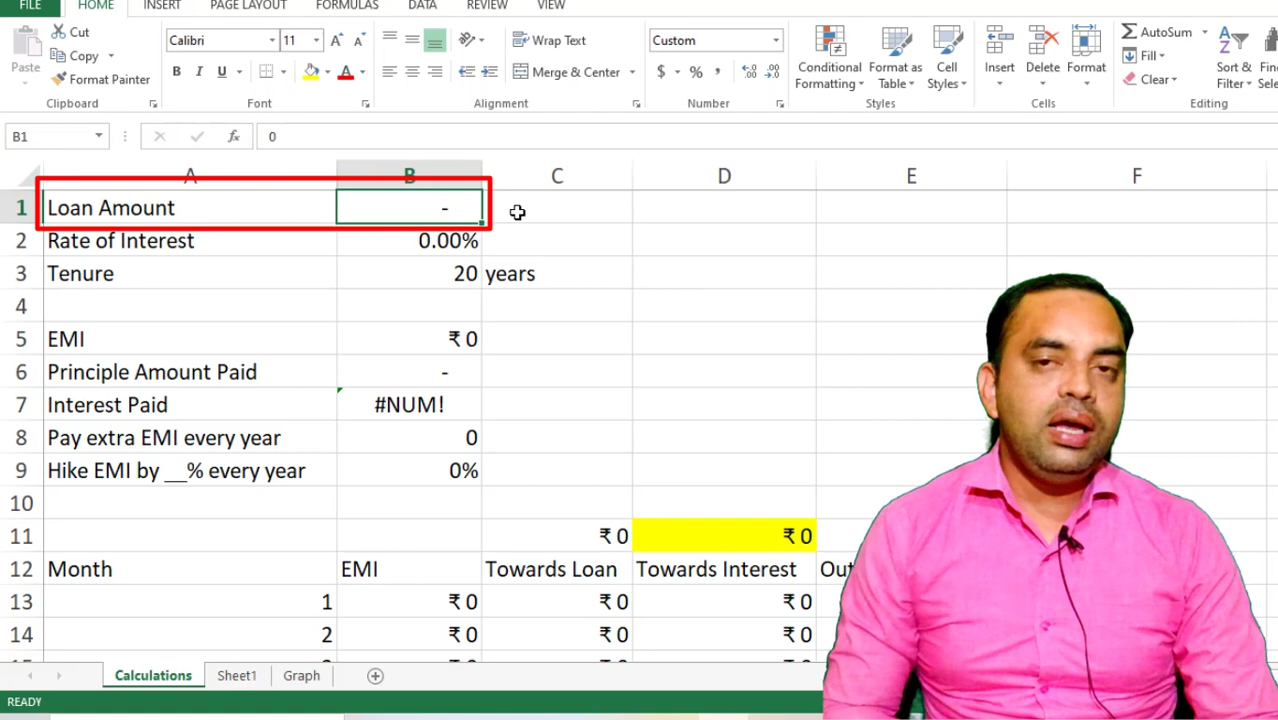 FILE HOME INSERT PAGE LAYOUT FORMULAS DATA REVIEW VIEW
Cut
Copy
Format Painter
Paste
Clipboard
Calibri 11 A A
B I U A
Font
Wrap Text
Merge & Center
Alignment
Custom
$ % ,
Number
Conditional Formatting
Format as Table
Cell Styles
Styles
Insert Delete Format
Cells
AutoSum
Fill
Clear
Sort & Filter
Editing
B1 fx 0
A B C D E F
1 Loan Amount -
2 Rate of Interest 0.00%
3 Tenure 20 years
4
5 EMI ₹ 0
6 Principle Amount Paid -
7 Interest Paid #NUM!
8 Pay extra EMI every year 0
9 Hike EMI by __% every year 0%
10
11 ₹ 0 ₹ 0
12 Month EMI Towards Loan Towards Interest
13 1 ₹ 0 ₹ 0 ₹ 0
14 2 ₹ 0 ₹ 0 ₹ 0
Calculations Sheet1 Graph
READY